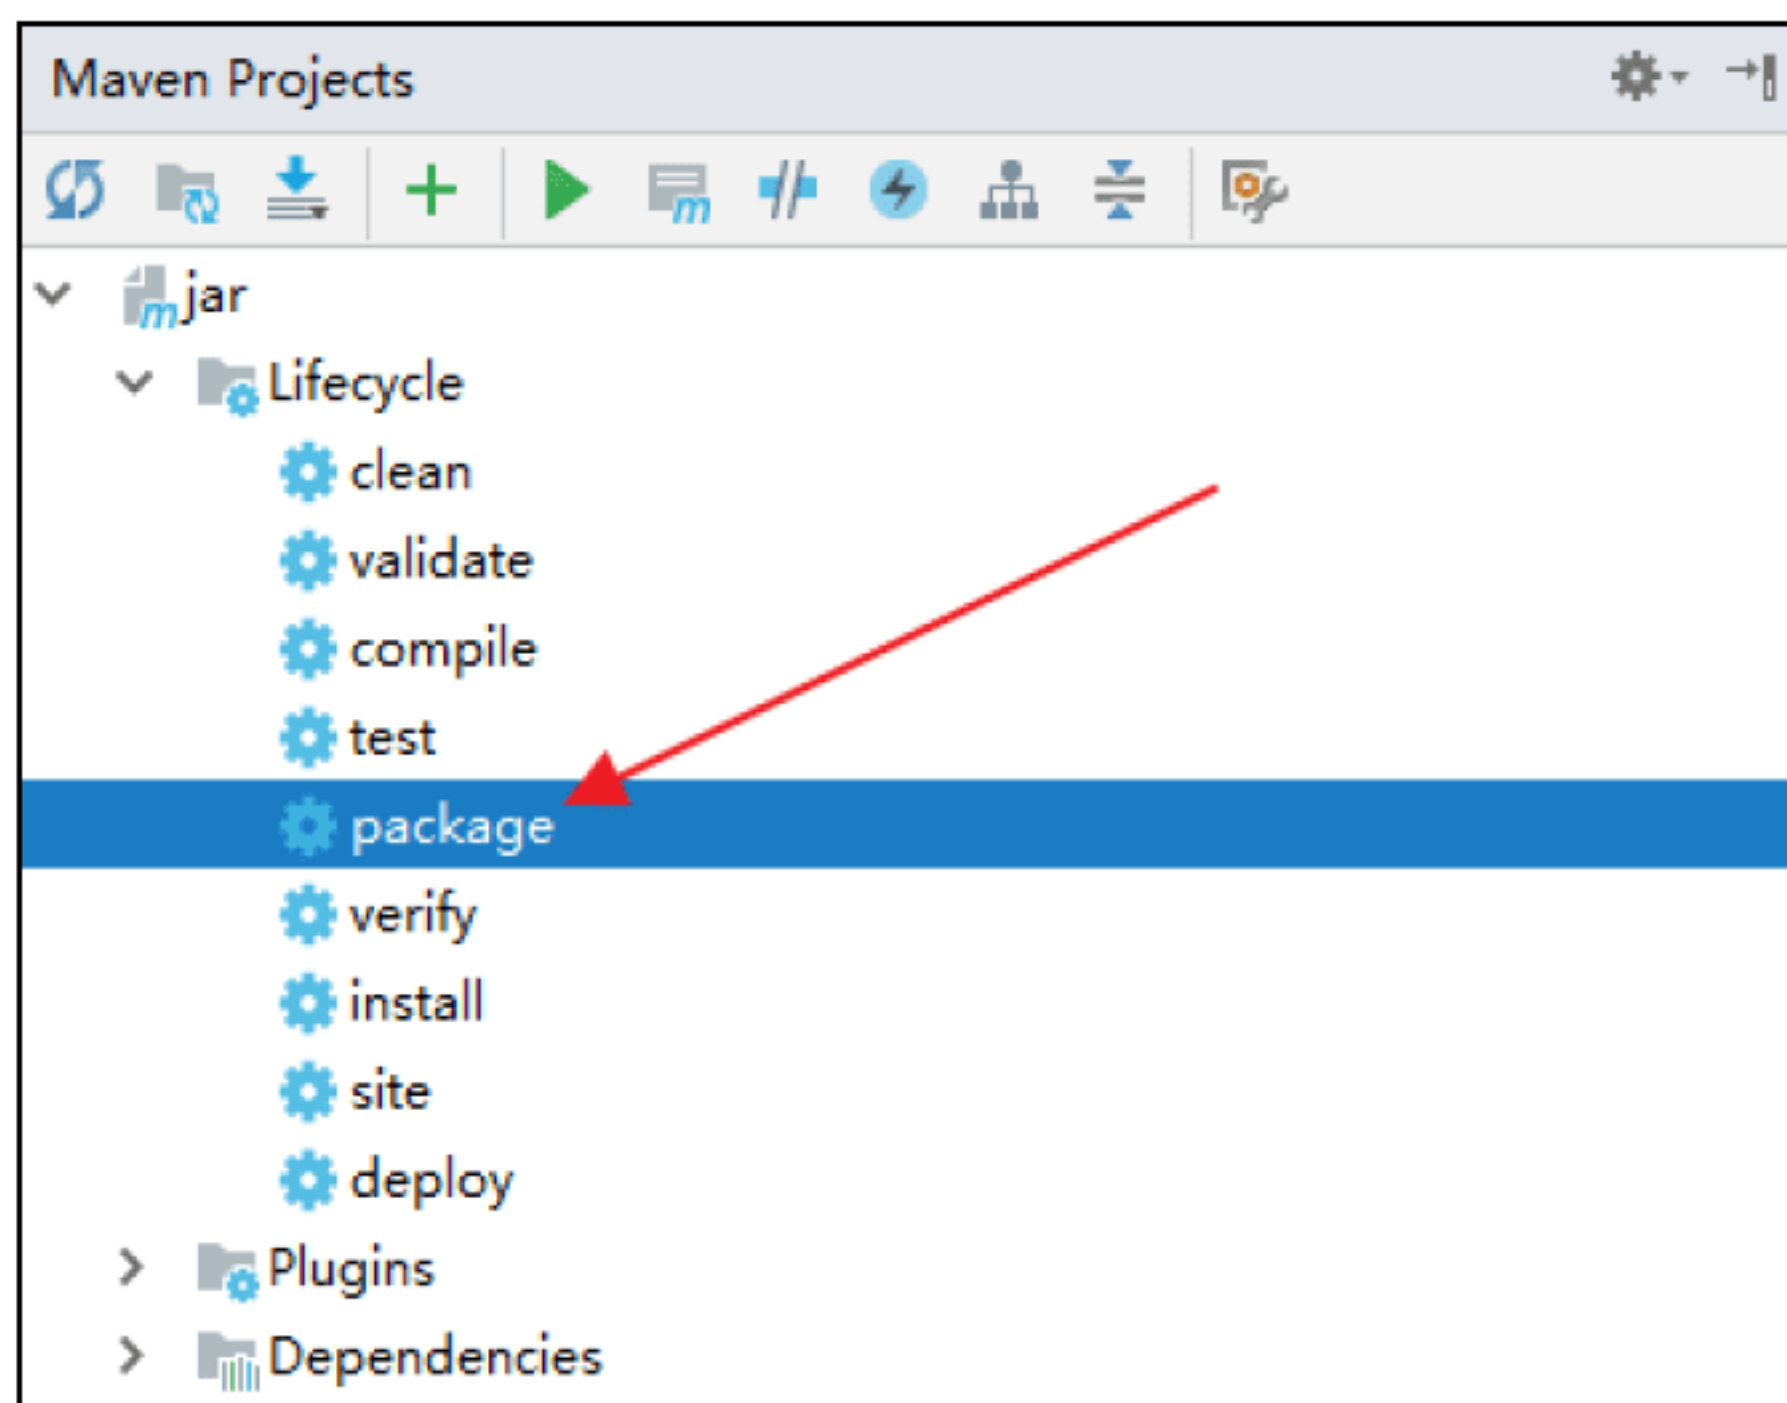 Maven Projects
jar
Lifecycle
clean
validate
compile
test
package
verify
install
site
deploy
Plugins
Dependencies